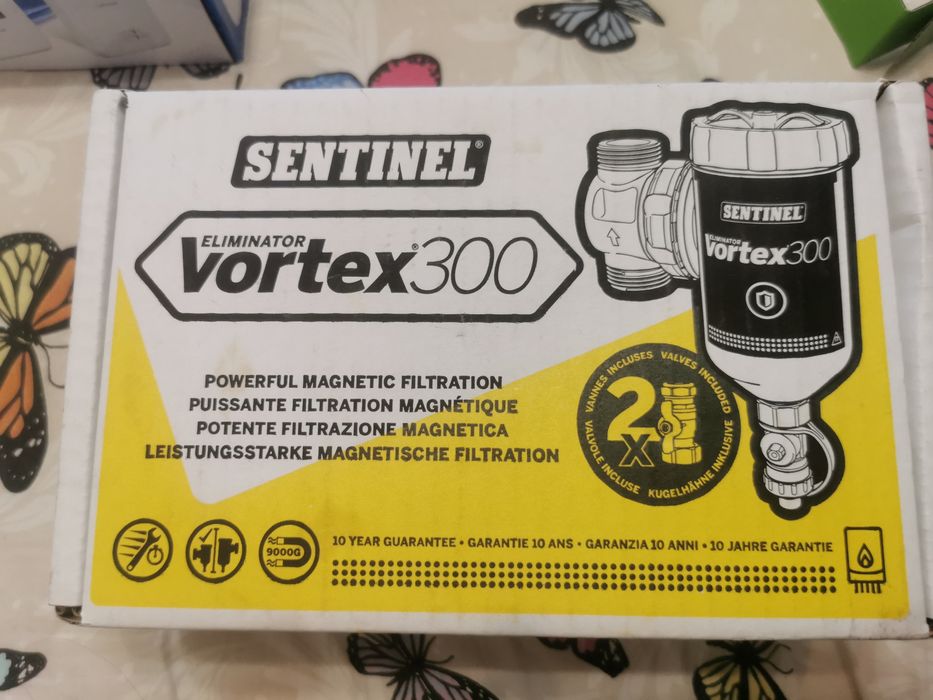 SENTINEL®
ELIMINATOR
Vortex®300
POWERFUL MAGNETIC FILTRATION
PUISSANTE FILTRATION MAGNÉTIQUE
POTENTE FILTRAZIONE MAGNETICA
LEISTUNGSSTARKE MAGNETISCHE FILTRATION
SENTINEL
ELIMINATOR
Vortex300
VANNES INCLUSES VALVES INCLUDED
2X
VALVOLE INCLUSE KUGELHÄHNE INKLUSIVE
9000G
10 YEAR GUARANTEE • GARANTIE 10 ANS • GARANZIA 10 ANNI • 10 JAHRE GARANTIE